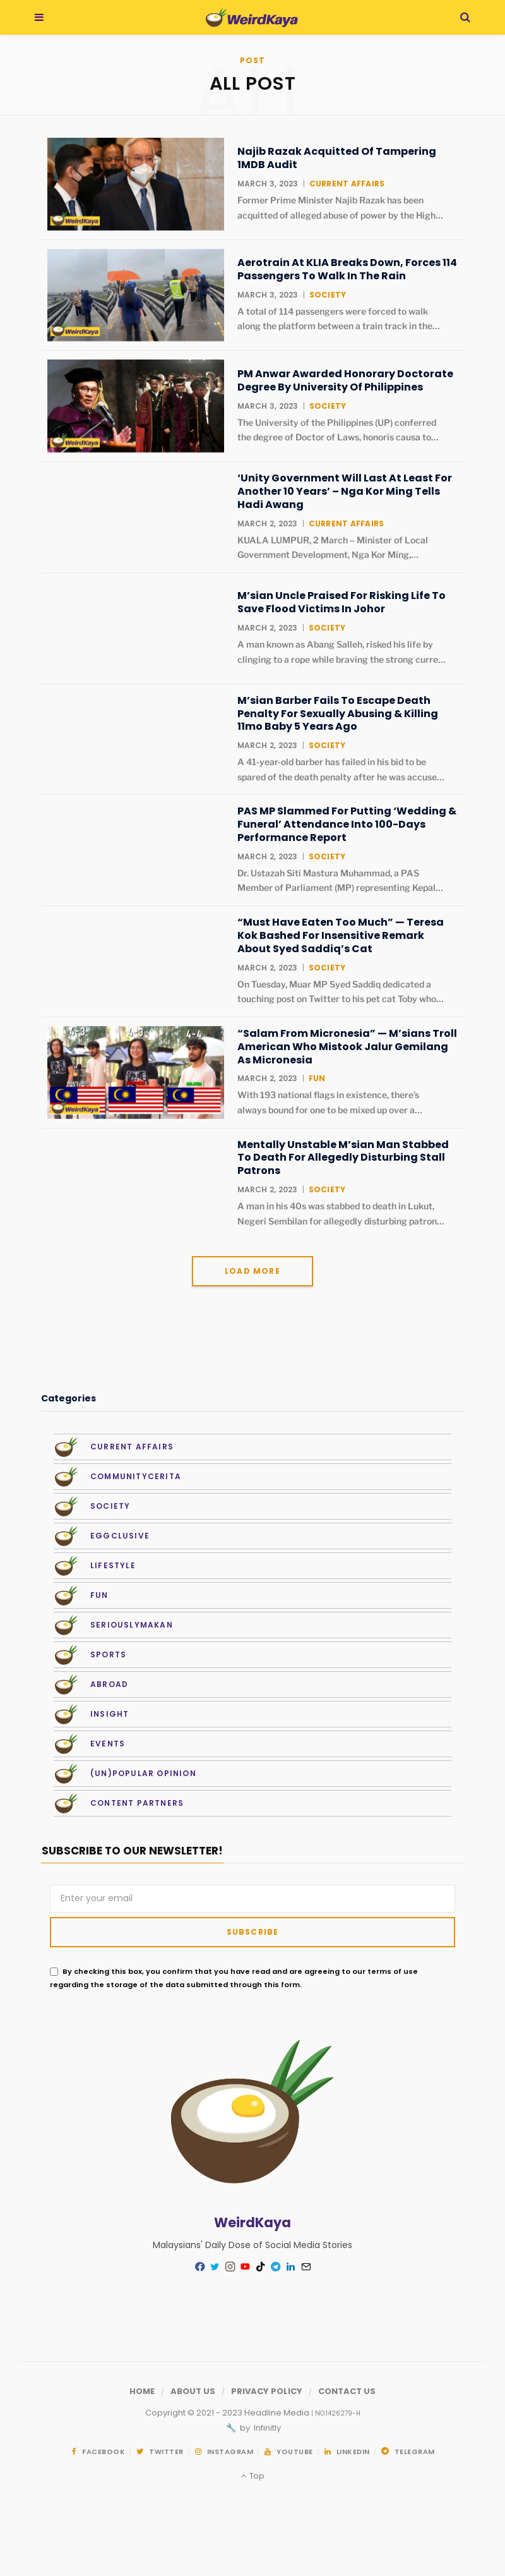 WeirdKaya
POST
ALL POST
Najib Razak Acquitted Of Tampering
1MDB Audit
MARCH 3, 2023 | CURRENT AFFAIRS
Former Prime Minister Najib Razak has been
acquitted of alleged abuse of power by the High...
WeirdKaya
Aerotrain At KLIA Breaks Down, Forces 114
Passengers To Walk In The Rain
MARCH 3, 2023 | SOCIETY
A total of 114 passengers were forced to walk
along the platform between a train track in the...
WeirdKaya
PM Anwar Awarded Honorary Doctorate
Degree By University Of Philippines
MARCH 3, 2023 | SOCIETY
The University of the Philippines (UP) conferred
the degree of Doctor of Laws, honoris causa to...
WeirdKaya
‘Unity Government Will Last At Least For
Another 10 Years’ – Nga Kor Ming Tells
Hadi Awang
MARCH 2, 2023 | CURRENT AFFAIRS
KUALA LUMPUR, 2 March – Minister of Local
Government Development, Nga Kor Ming,...
M’sian Uncle Praised For Risking Life To
Save Flood Victims In Johor
MARCH 2, 2023 | SOCIETY
A man known as Abang Salleh, risked his life by
clinging to a rope while braving the strong curre...
M’sian Barber Fails To Escape Death
Penalty For Sexually Abusing & Killing
11mo Baby 5 Years Ago
MARCH 2, 2023 | SOCIETY
A 41-year-old barber has failed in his bid to be
spared of the death penalty after he was accuse...
PAS MP Slammed For Putting ‘Wedding &
Funeral’ Attendance Into 100-Days
Performance Report
MARCH 2, 2023 | SOCIETY
Dr. Ustazah Siti Mastura Muhammad, a PAS
Member of Parliament (MP) representing Kepal...
“Must Have Eaten Too Much” — Teresa
Kok Bashed For Insensitive Remark
About Syed Saddiq’s Cat
MARCH 2, 2023 | SOCIETY
On Tuesday, Muar MP Syed Saddiq dedicated a
touching post on Twitter to his pet cat Toby who...
4-3 4-3 4-4
WeirdKaya
“Salam From Micronesia” — M’sians Troll
American Who Mistook Jalur Gemilang
As Micronesia
MARCH 2, 2023 | FUN
With 193 national flags in existence, there’s
always bound for one to be mixed up over a...
Mentally Unstable M’sian Man Stabbed
To Death For Allegedly Disturbing Stall
Patrons
MARCH 2, 2023 | SOCIETY
A man in his 40s was stabbed to death in Lukut,
Negeri Sembilan for allegedly disturbing patron...
LOAD MORE
Categories
CURRENT AFFAIRS
COMMUNITYCERITA
SOCIETY
EGGCLUSIVE
LIFESTYLE
FUN
SERIOUSLYMAKAN
SPORTS
ABROAD
INSIGHT
EVENTS
(UN)POPULAR OPINION
CONTENT PARTNERS
SUBSCRIBE TO OUR NEWSLETTER!
Enter your email
SUBSCRIBE
By checking this box, you confirm that you have read and are agreeing to our terms of use
regarding the storage of the data submitted through this form.
WeirdKaya
Malaysians' Daily Dose of Social Media Stories
HOME / ABOUT US / PRIVACY POLICY / CONTACT US
Copyright © 2021 - 2023 Headline Media | NO.1426279-H
🔧 by Infinitly
FACEBOOK / TWITTER / INSTAGRAM / YOUTUBE / LINKEDIN / TELEGRAM
Top